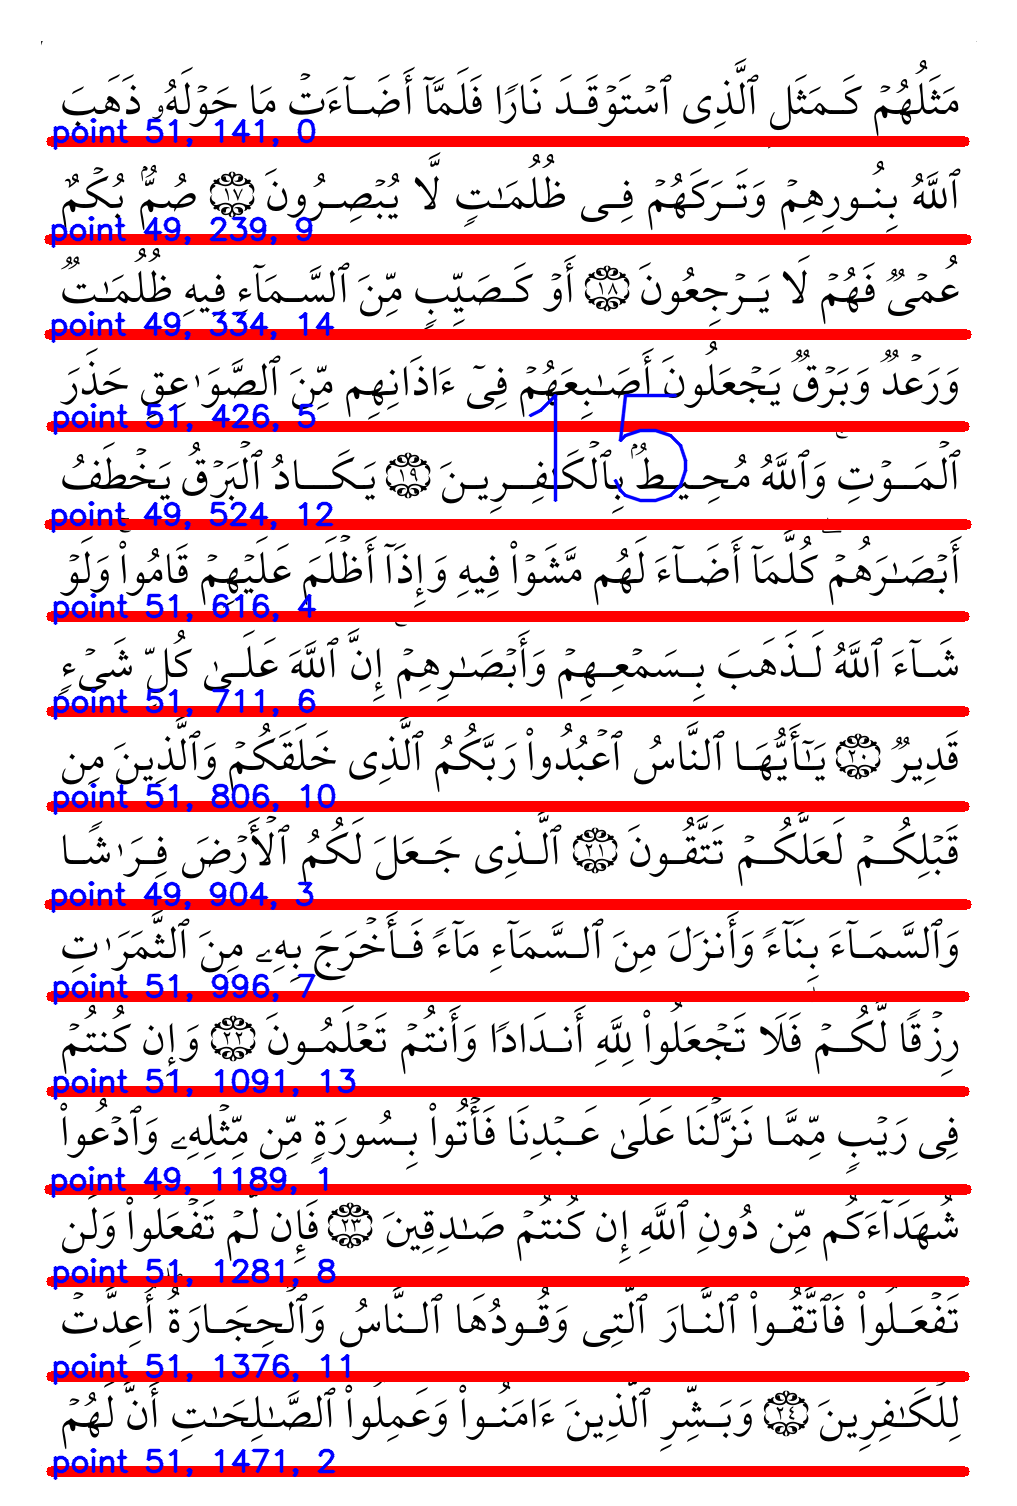 مَثَلُهُمۡ كَمَثَلِ ٱلَّذِى ٱسۡتَوۡقَدَ نَارًا فَلَمَّآ أَضَآءَتۡ مَا حَوۡلَهُۥ ذَهَبَ
point 51, 141, 0
ٱللَّهُ بِنُورِهِمۡ وَتَرَكَهُمۡ فِى ظُلُمَـٰتٍ لَّا يُبۡصِرُونَ ١٧ صُمٌّۢ بُكۡمٌ
point 49, 239, 9
عُمۡىٌ فَهُمۡ لَا يَرۡجِعُونَ ١٨ أَوۡ كَصَيِّبٍ مِّنَ ٱلسَّمَآءِ فِيهِ ظُلُمَـٰتٌ
point 49, 334, 14
وَرَعۡدٌ وَبَرۡقٌ يَجۡعَلُونَ أَصَـٰبِعَهُمۡ فِىٓ ءَاذَانِهِم مِّنَ ٱلصَّوَٰعِقِ حَذَرَ
point 51, 426, 5
15
ٱلۡمَوۡتِۚ وَٱللَّهُ مُحِيطٌۢ بِٱلۡكَـٰفِرِينَ ١٩ يَكَادُ ٱلۡبَرۡقُ يَخۡطَفُ
point 49, 524, 12
أَبۡصَـٰرَهُمۡۖ كُلَّمَآ أَضَآءَ لَهُم مَّشَوۡاْ فِيهِ وَإِذَآ أَظۡلَمَ عَلَيۡهِمۡ قَامُواْۚ وَلَوۡ
point 51, 616, 4
شَآءَ ٱللَّهُ لَذَهَبَ بِسَمۡعِهِمۡ وَأَبۡصَـٰرِهِمۡۚ إِنَّ ٱللَّهَ عَلَىٰ كُلِّ شَىۡءٍ
point 51, 711, 6
قَدِيرٌ ٢٠ يَـٰٓأَيُّهَا ٱلنَّاسُ ٱعۡبُدُواْ رَبَّكُمُ ٱلَّذِى خَلَقَكُمۡ وَٱلَّذِينَ مِن
point 51, 806, 10
قَبۡلِكُمۡ لَعَلَّكُمۡ تَتَّقُونَ ٢١ ٱلَّذِى جَعَلَ لَكُمُ ٱلۡأَرۡضَ فِرَٰشًا
point 49, 904, 3
وَٱلسَّمَآءَ بِنَآءً وَأَنزَلَ مِنَ ٱلسَّمَآءِ مَآءً فَأَخۡرَجَ بِهِۦ مِنَ ٱلثَّمَرَٰتِ
point 51, 996, 7
رِزۡقًا لَّكُمۡ فَلَا تَجۡعَلُواْ لِلَّهِ أَندَادًا وَأَنتُمۡ تَعۡلَمُونَ ٢٢ وَإِن كُنتُمۡ
point 51, 1091, 13
فِى رَيۡبٍ مِّمَّا نَزَّلۡنَا عَلَىٰ عَبۡدِنَا فَأۡتُواْ بِسُورَةٍ مِّن مِّثۡلِهِۦ وَٱدۡعُواْ
point 49, 1189, 1
شُهَدَآءَكُم مِّن دُونِ ٱللَّهِ إِن كُنتُمۡ صَـٰدِقِينَ ٢٣ فَإِن لَّمۡ تَفۡعَلُواْ وَلَن
point 51, 1281, 8
تَفۡعَلُواْ فَٱتَّقُواْ ٱلنَّارَ ٱلَّتِى وَقُودُهَا ٱلنَّاسُ وَٱلۡحِجَارَةُۖ أُعِدَّتۡ
point 51, 1376, 11
لِلۡكَـٰفِرِينَ ٢٤ وَبَشِّرِ ٱلَّذِينَ ءَامَنُواْ وَعَمِلُواْ ٱلصَّـٰلِحَـٰتِ أَنَّ لَهُمۡ
point 51, 1471, 2